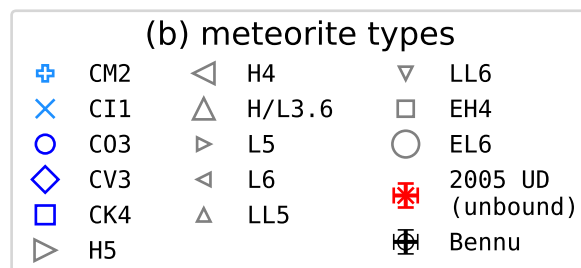 (b) meteorite types
CM2
CI1
CO3
CV3
CK4
H5
H4
H/L3.6
L5
L6
LL5
LL6
EH4
EL6
2005 UD
(unbound)
Bennu